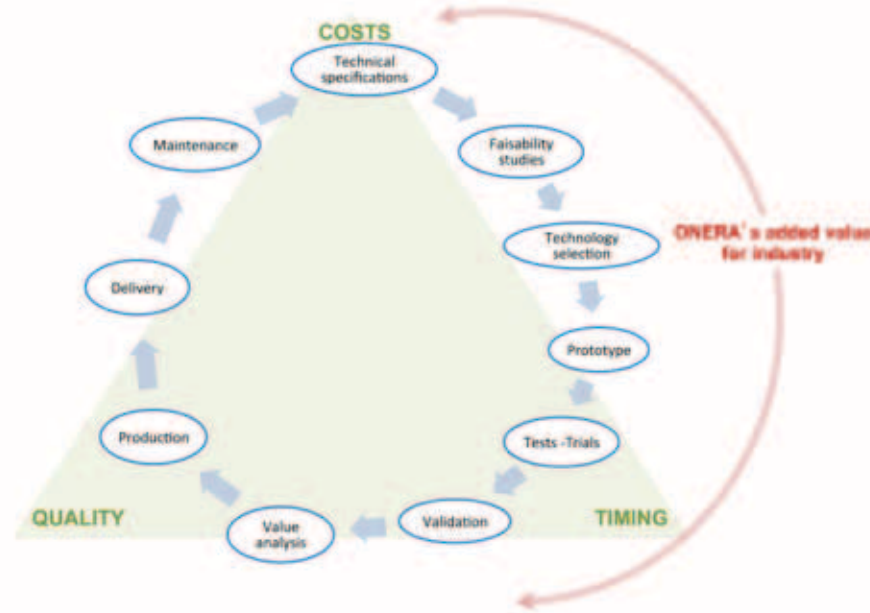 COSTS
Technical
specifications
Maintenance
Faisability
studies
ONERA's added value
for industry
Technology
selection
Delivery
Prototype
Production
Tests -Trials
QUALITY
Value
analysis
Validation
TIMING